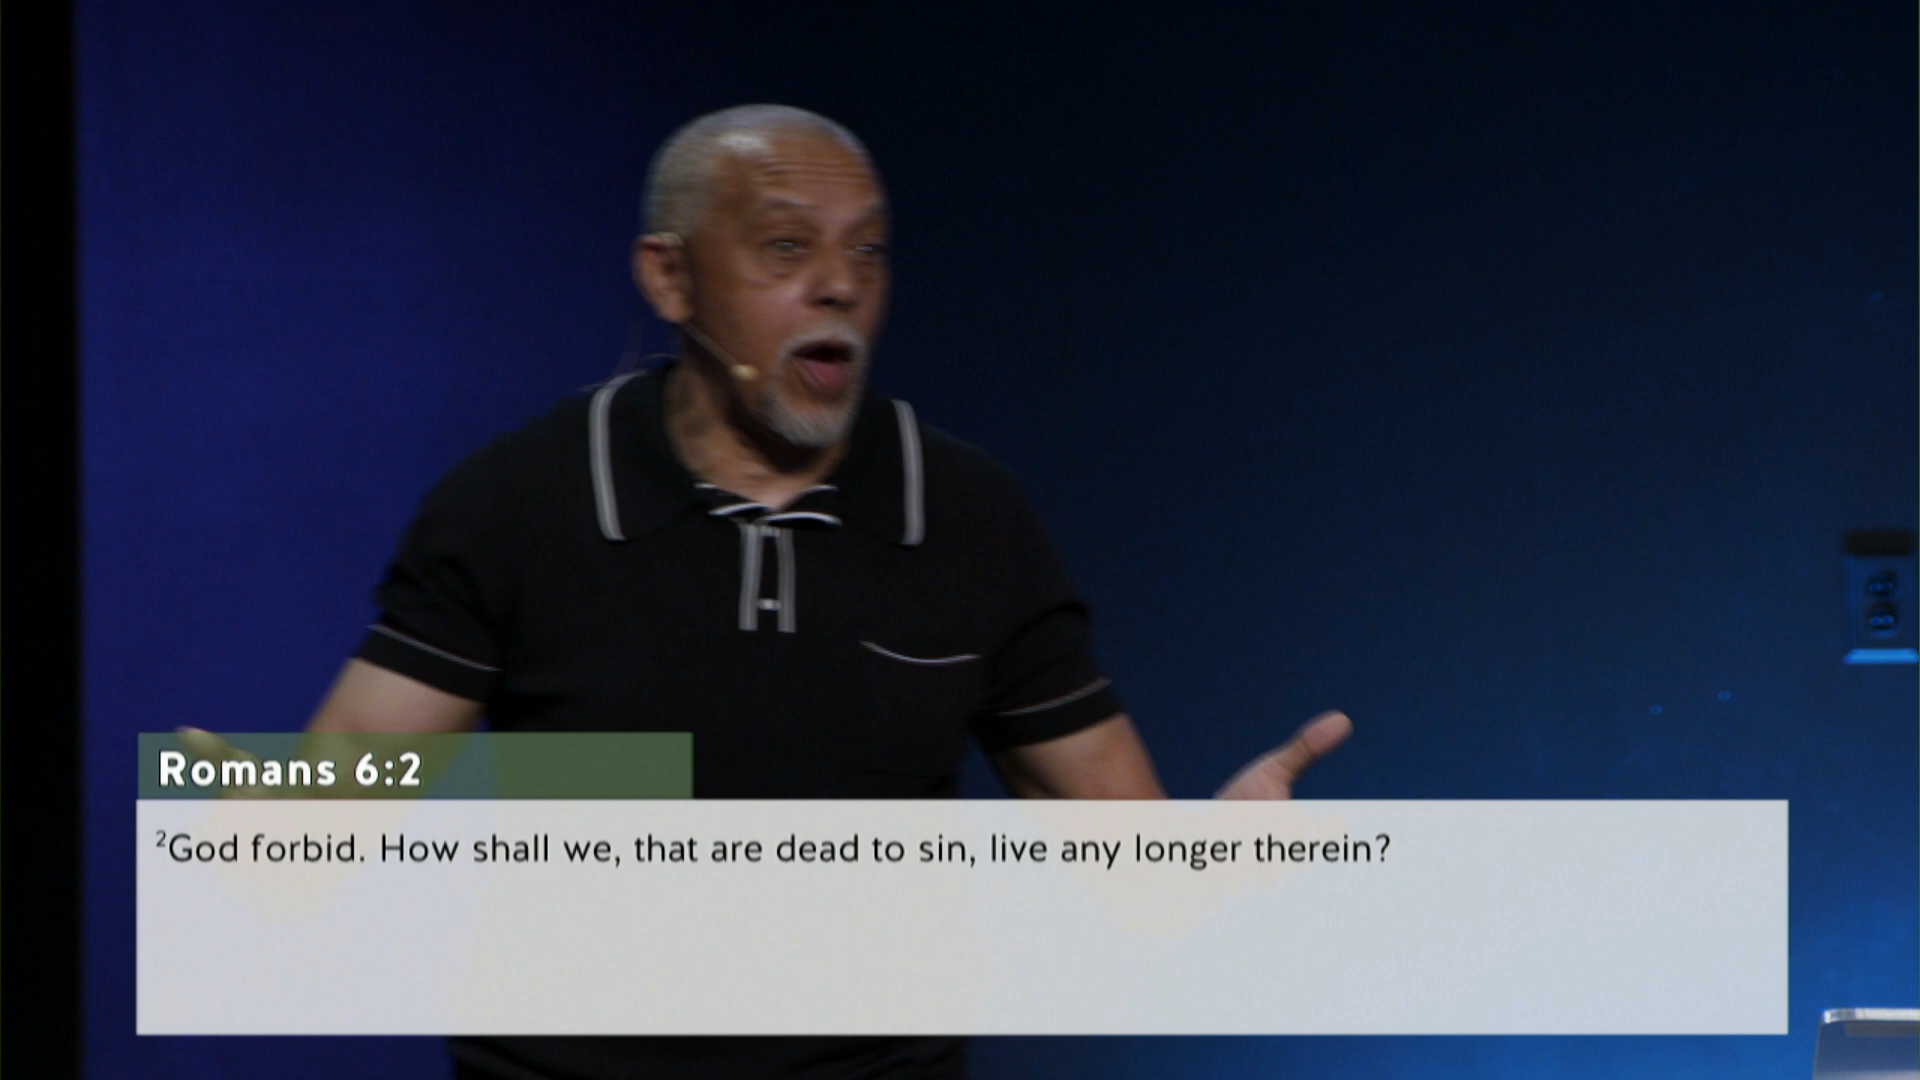 Romans 6:2
²God forbid. How shall we, that are dead to sin, live any longer therein?